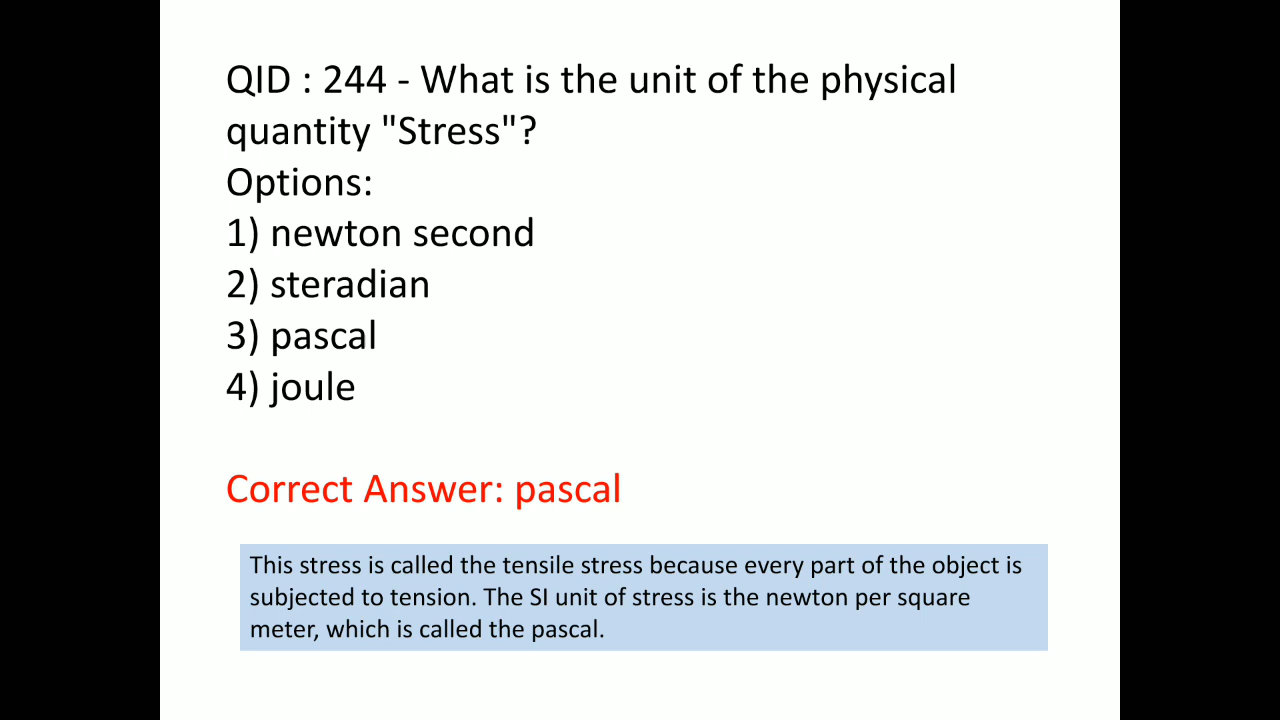 QID : 244 - What is the unit of the physical
quantity "Stress"?
Options:
1) newton second
2) steradian
3) pascal
4) joule
Correct Answer: pascal
This stress is called the tensile stress because every part of the object is
subjected to tension. The SI unit of stress is the newton per square
meter, which is called the pascal.